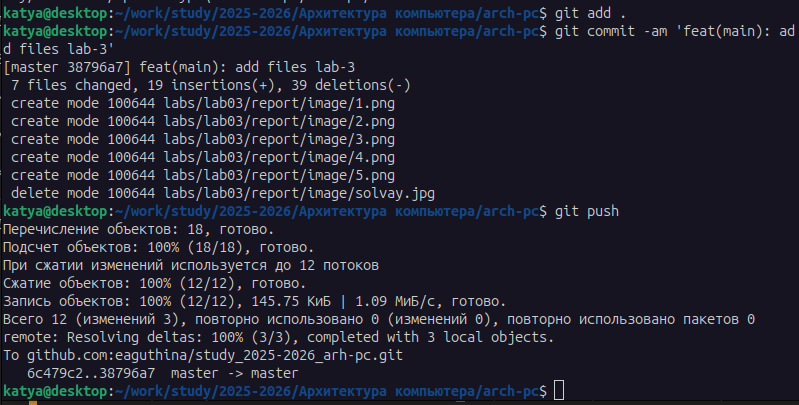 katya@desktop:~/work/study/2025-2026/Архитектура компьютера/arch-pc$ git add .
katya@desktop:~/work/study/2025-2026/Архитектура компьютера/arch-pc$ git commit -am 'feat(main): ad
d files lab-3'
[master 38796a7] feat(main): add files lab-3
 7 files changed, 19 insertions(+), 39 deletions(-)
 create mode 100644 labs/lab03/report/image/1.png
 create mode 100644 labs/lab03/report/image/2.png
 create mode 100644 labs/lab03/report/image/3.png
 create mode 100644 labs/lab03/report/image/4.png
 create mode 100644 labs/lab03/report/image/5.png
 delete mode 100644 labs/lab03/report/image/solvay.jpg
katya@desktop:~/work/study/2025-2026/Архитектура компьютера/arch-pc$ git push
Перечисление объектов: 18, готово.
Подсчет объектов: 100% (18/18), готово.
При сжатии изменений используется до 12 потоков
Сжатие объектов: 100% (12/12), готово.
Запись объектов: 100% (12/12), 145.75 КиБ | 1.09 МиБ/с, готово.
Всего 12 (изменений 3), повторно использовано 0 (изменений 0), повторно использовано пакетов 0
remote: Resolving deltas: 100% (3/3), completed with 3 local objects.
To github.com:eaguthina/study_2025-2026_arh-pc.git
   6c479c2..38796a7  master -> master
katya@desktop:~/work/study/2025-2026/Архитектура компьютера/arch-pc$